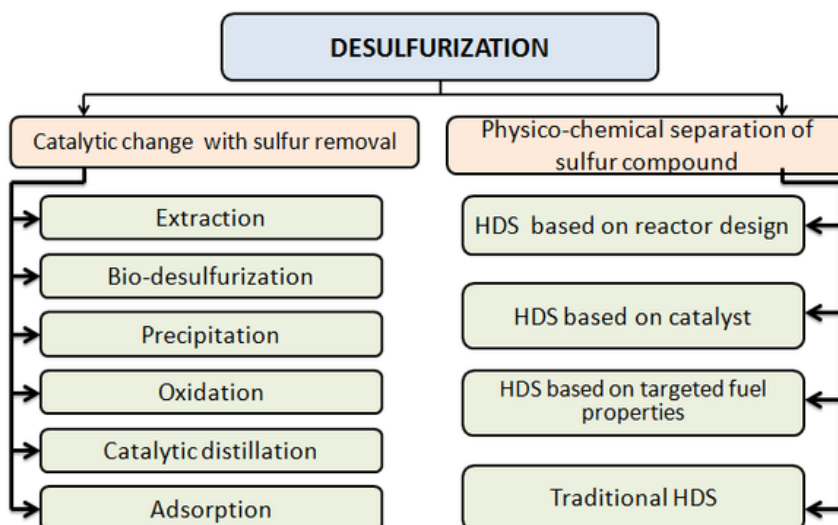 DESULFURIZATION
Catalytic change with sulfur removal
Extraction
Bio-desulfurization
Precipitation
Oxidation
Catalytic distillation
Adsorption
Physico-chemical separation of
sulfur compound
HDS based on reactor design
HDS based on catalyst
HDS based on targeted fuel
properties
Traditional HDS